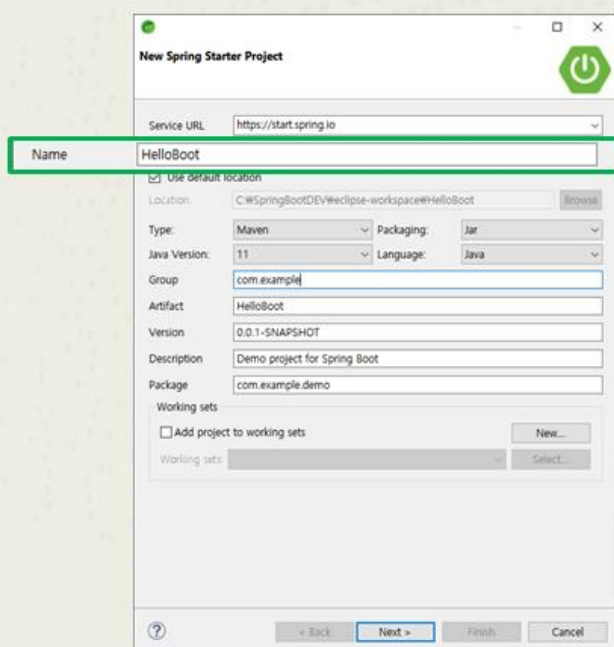 New Spring Starter Project
Service URL https://start.spring.io
Name HelloBoot
Use default location
Location C:₩SpringBootDEV₩eclipse-workspace₩HelloBoot Browse
Type: Maven Packaging: Jar
Java Version: 11 Language: Java
Group com.example
Artifact HelloBoot
Version 0.0.1-SNAPSHOT
Description Demo project for Spring Boot
Package com.example.demo
Working sets
Add project to working sets New...
Working sets: Select...
? < Back Next > Finish Cancel